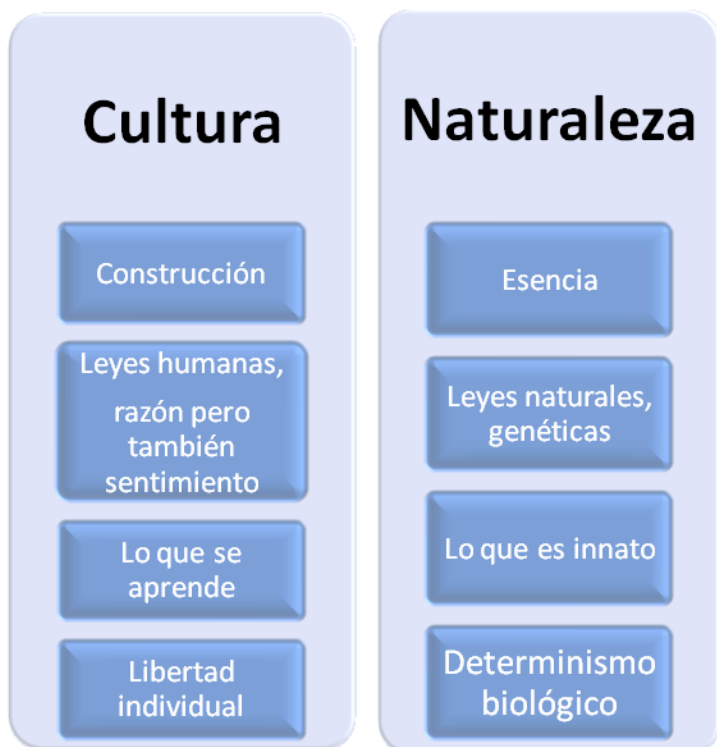 Cultura
Construcción
Leyes humanas,
razón pero
también
sentimiento
Lo que se
aprende
Libertad
individual
Naturaleza
Esencia
Leyes naturales,
genéticas
Lo que es innato
Determinismo
biológico